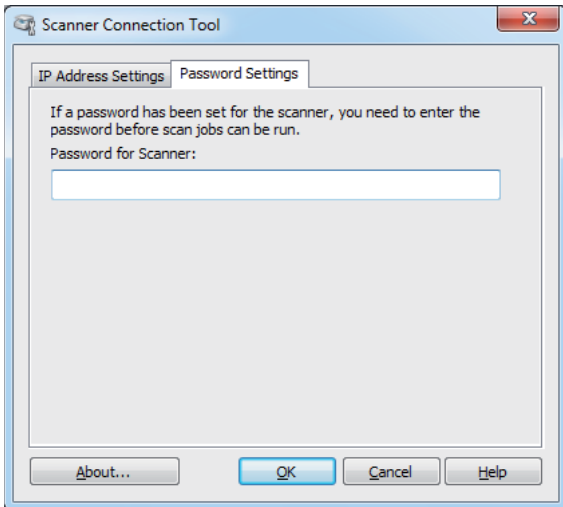 Scanner Connection Tool
IP Address Settings Password Settings
If a password has been set for the scanner, you need to enter the
password before scan jobs can be run.
Password for Scanner:
About... OK Cancel Help